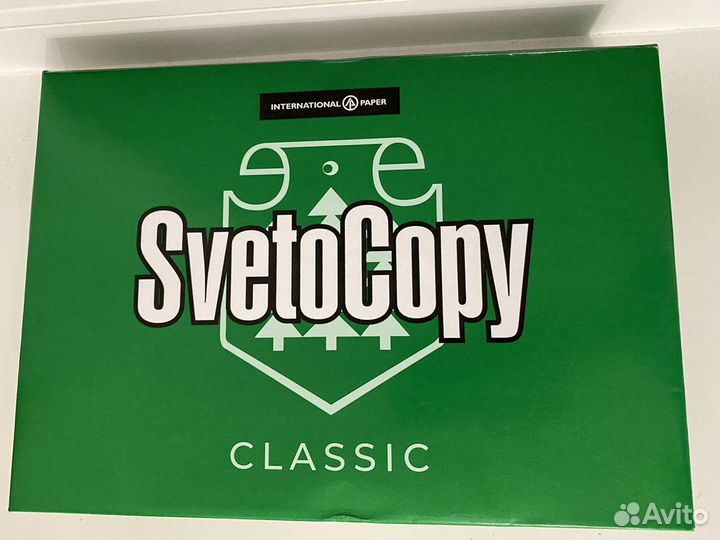 INTERNATIONAL PAPER
SvetoCopy
CLASSIC
Avito